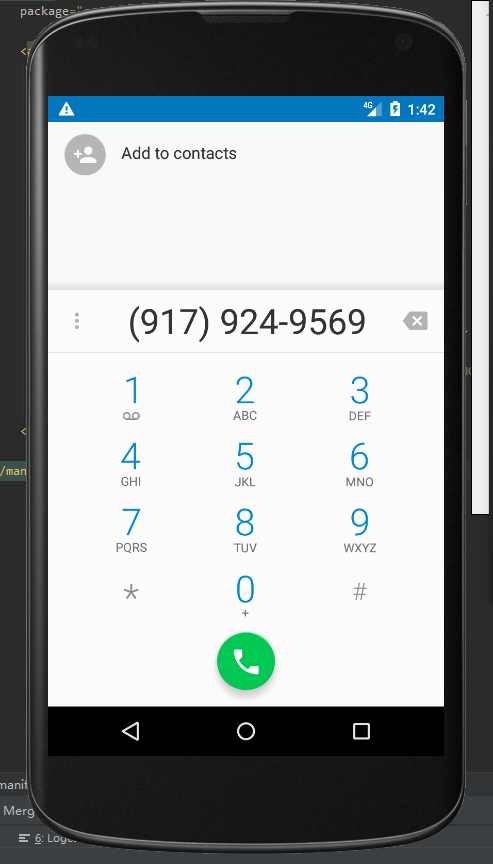 package="
<
4G 1:42
Add to contacts
(917) 924-9569
1 2 3
ABC DEF
4 5 6
GHI JKL MNO
7 8 9
PQRS TUV WXYZ
* 0 #
+
<
/man
manit
Merg
6: Logc